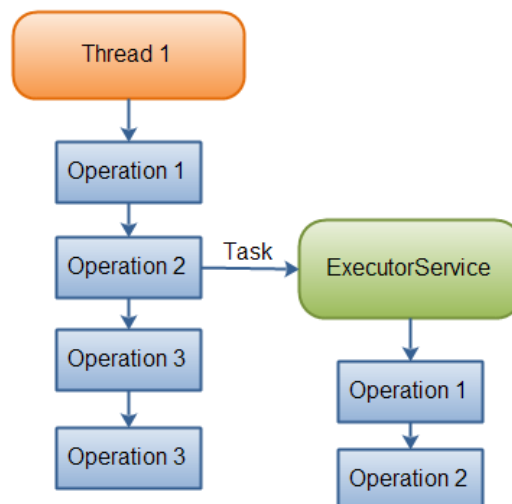 Thread 1
Operation 1
Operation 2
Task
ExecutorService
Operation 3
Operation 1
Operation 3
Operation 2